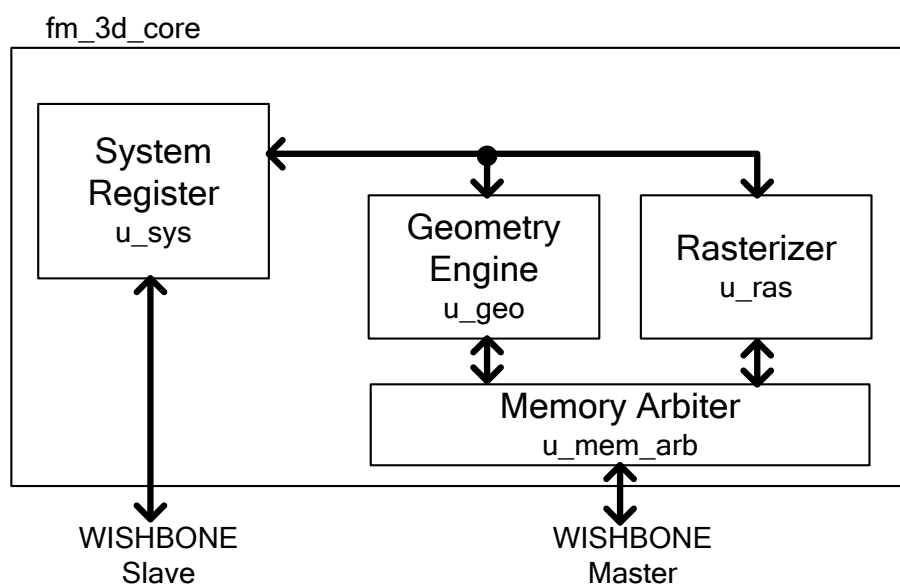 fm_3d_core
System
Register
u_sys
Geometry
Engine
u_geo
Rasterizer
u_ras
Memory Arbiter
u_mem_arb
WISHBONE
Slave
WISHBONE
Master